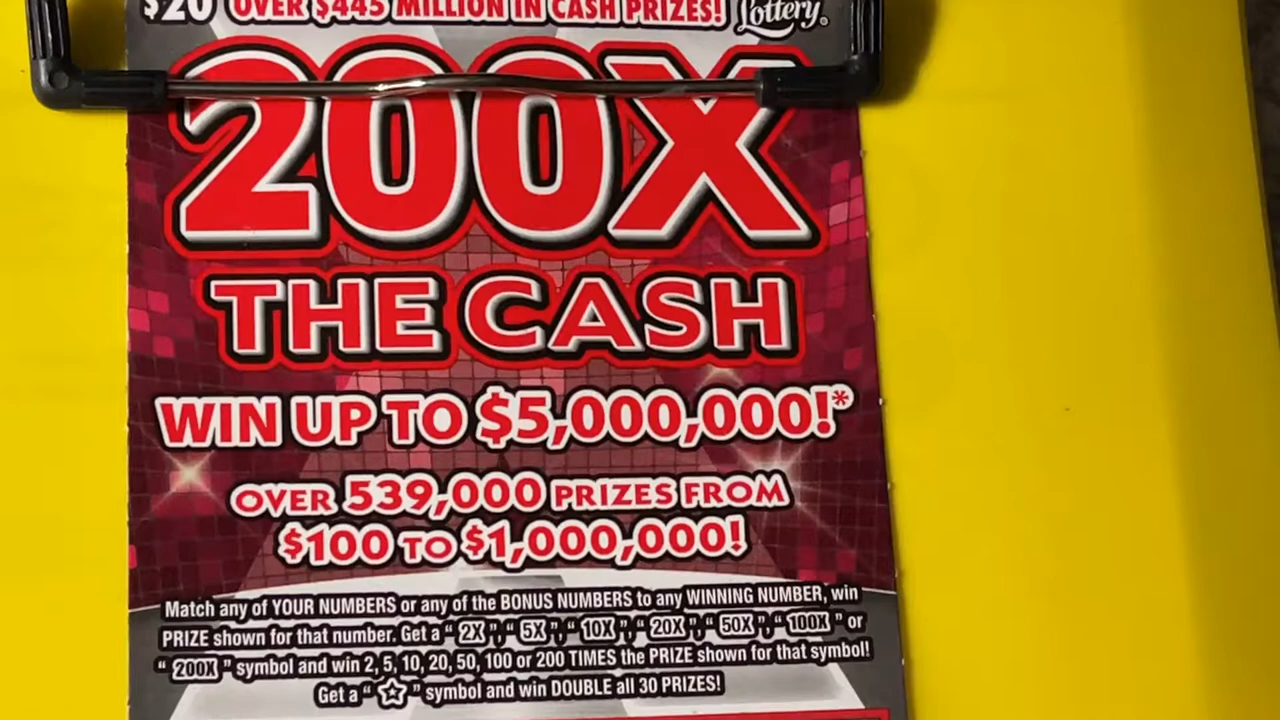 $20 OVER $445 MILLION IN CASH PRIZES! Lottery®
200X
THE CASH
WIN UP TO $5,000,000!*
OVER 539,000 PRIZES FROM
$100 TO $1,000,000!
Match any of YOUR NUMBERS or any of the BONUS NUMBERS to any WINNING NUMBER, win
PRIZE shown for that number. Get a “ 2X ”, “ 5X ”, “ 10X ”, “ 20X ”, “ 50X ”, “ 100X ” or
“ 200X ” symbol and win 2, 5, 10, 20, 50, 100 or 200 TIMES the PRIZE shown for that symbol!
Get a “ ☆ ” symbol and win DOUBLE all 30 PRIZES!